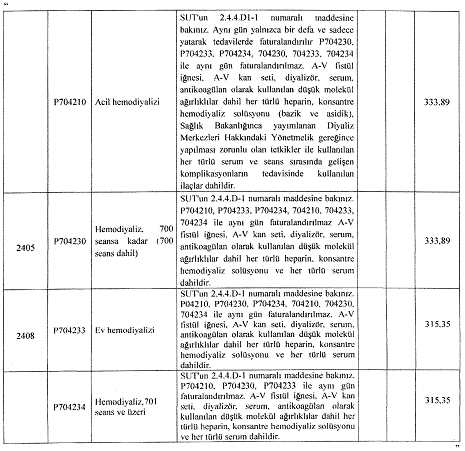 “
SUT'un 2.4.4.D1-1 numaralı maddesine
bakınız. Aynı gün yalnızca bir defa ve sadece
yatarak tedavilerde faturalandırılır P704230,
P704233, P704234, 704230, 704233, 704234
ile aynı gün faturalandırılmaz. A-V fistül
iğnesi, A-V kan seti, diyalizör, serum,
antikoagülan olarak kullanılan düşük molekül
P704210 Acil hemodiyalizi ağırlıklılar dahil her türlü heparin, konsantre 333,89
hemodiyaliz solüsyonu (bazik ve asidik),
Sağlık Bakanlığınca yayımlanan Diyaliz
Merkezleri Hakkındaki Yönetmelik gereğince
yapılması zorunlu olan tetkikler ile kullanılan
her türlü serum ve seans sırasında gelişen
komplikasyonların tedavisinde kullanılan
ilaçlar dahildir.
SUT'un 2.4.4.D-1 numaralı maddesine bakınız.
P704210, P704233, P704234, 704210, 704233,
704234 ile aynı gün faturalandırılmaz A-V
2405 P704230 Hemodiyaliz, 700 seansa kadar (700 seans dahil) fistül iğnesi, A-V kan seti, diyalizör, serum, 333,89
antikoagülan olarak kullanılan düşük molekül
ağırlıklılar dahil her türlü heparin, konsantre
hemodiyaliz solüsyonu ve her türlü serum
dahildir.
SUT'un 2.4.4.D-1 numaralı maddesine bakınız.
P04210, P704230, P704234, 704210, 704230,
704234 ile aynı gün faturalandırılmaz. A-V
2408 P704233 Ev hemodiyalizi fistül iğnesi, A-V kan seti, diyalizör, serum, 315,35
antikoagülan olarak kullanılan düşük molekül
ağırlıklılar dahil her türlü heparin, konsantre
hemodiyaliz solüsyonu ve her türlü serum
dahildir.
SUT'un 2.4.4.D-1 numaralı maddesine bakınız.
P704210, P704230, P704233 ile aynı gün
faturalandırılmaz. A-V fistül iğnesi, A-V kan
P704234 Hemodiyaliz,701 seans ve üzeri seti, diyalizör, serum, antikoagülan olarak 315,35
kullanılan düşük molekül ağırlıklılar dahil her
türlü heparin, konsantre hemodiyaliz solüsyonu
ve her türlü serum dahildir.
”